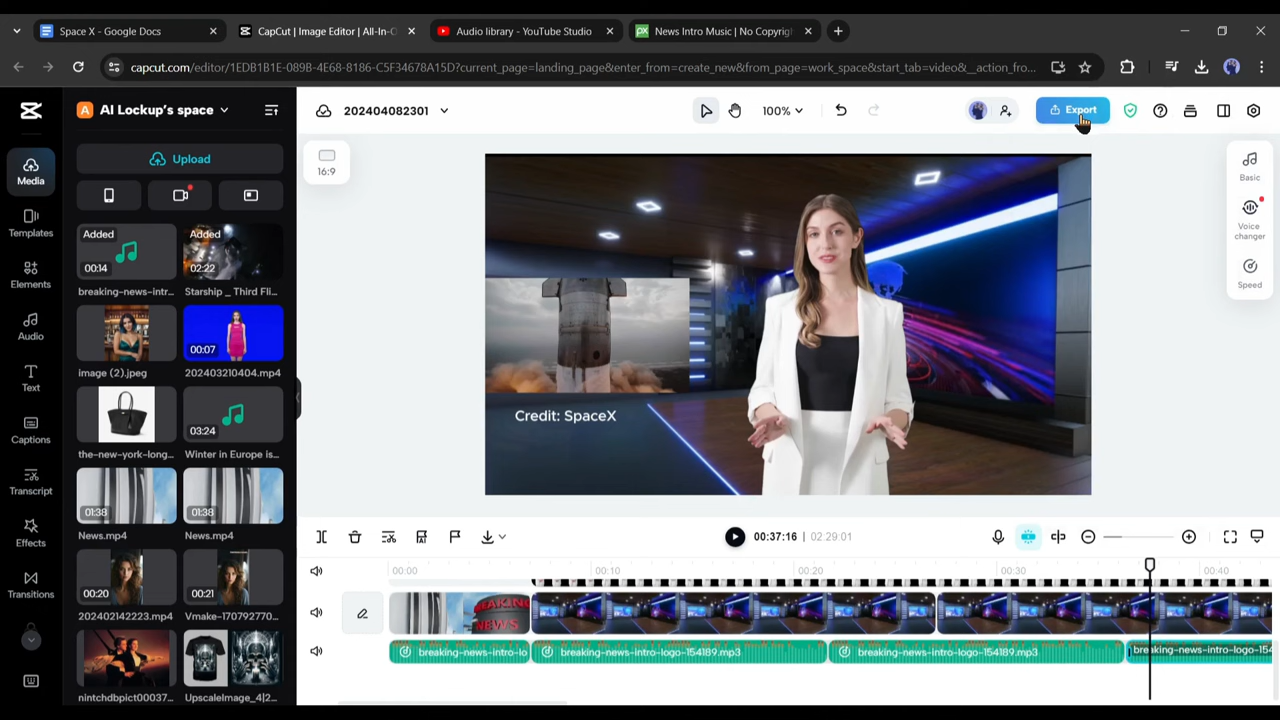 Space X - Google Docs
CapCut | Image Editor | All-In-O
Audio library - YouTube Studio
News Intro Music | No Copyrigh
capcut.com/editor/1EDB1B1E-089B-4E68-8186-C5F34678A15D?current_page=landing_page&enter_from=create_new&from_page=work_space&start_tab=video&__action_fro...
AI Lockup's space
202404082301
100%
Export
Upload
16:9
Media
Templates
Elements
Audio
Text
Captions
Transcript
Effects
Transitions
Added
00:14
breaking-news-intr...
Added
02:22
Starship _ Third Fli...
image (2).jpeg
00:07
202403210404.mp4
the-new-york-long...
03:24
Winter in Europe is...
01:38
News.mp4
01:38
News.mp4
00:20
202402142223.mp4
00:21
Vmake-170792770...
nintchdbpict00037...
UpscaleImage_4|2...
Credit: SpaceX
Basic
Voice
changer
Speed
00:37:16 | 02:29:01
00:00
00:10
00:20
00:30
00:40
BREAKING
NEWS
breaking-news-intro-lo
breaking-news-intro-logo-154189.mp3
breaking-news-intro-logo-154189.mp3
breaking-news-intro-logo-154